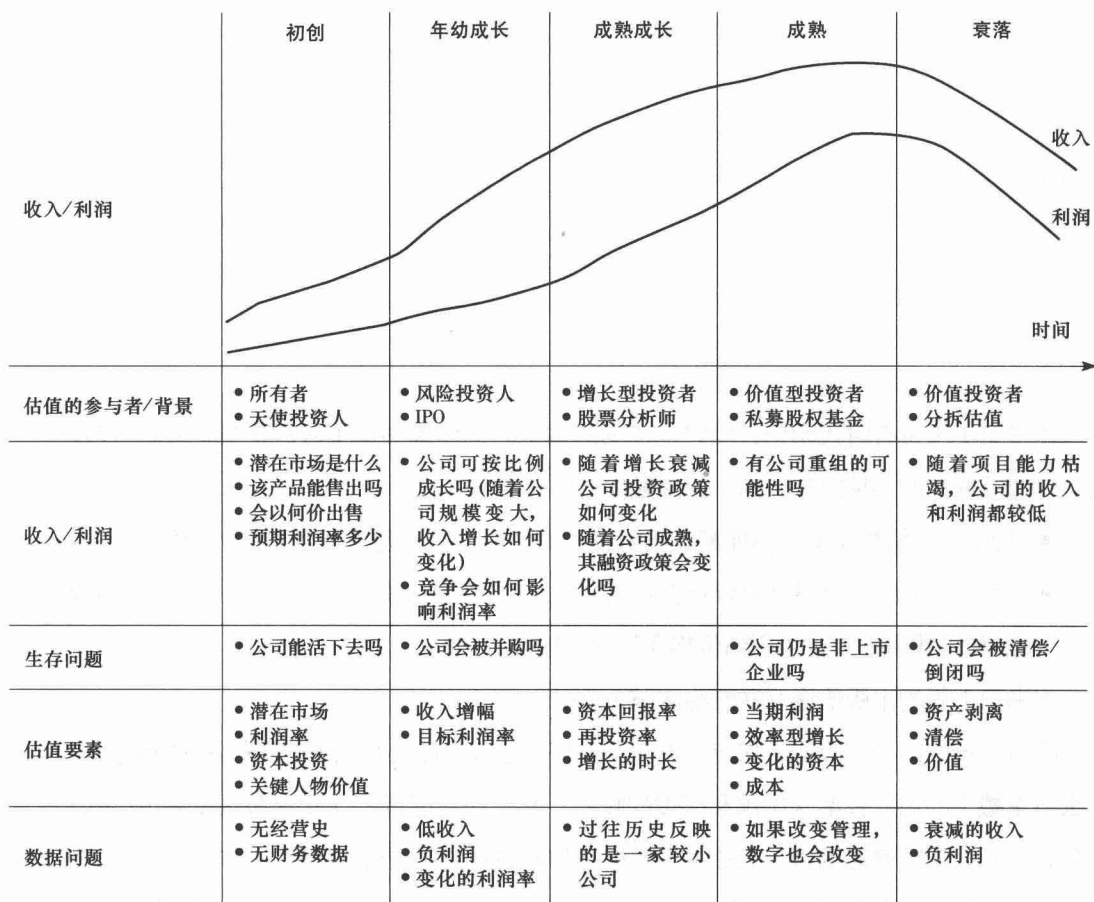 初创 年幼成长 成熟成长 成熟 衰落
收入
收入/利润
利润
时间
估值的参与者/背景
• 所有者
• 天使投资人
• 风险投资人
• IPO
• 增长型投资者
• 股票分析师
• 价值型投资者
• 私募股权基金
• 价值投资者
• 分拆估值
收入/利润
• 潜在市场是什么
• 该产品能售出吗
• 会以何价出售
• 预期利润率多少
• 公司可按比例
成长吗(随着公
司规模变大，
收入增长如何
变化)
• 竞争会如何影
响利润率
• 随着增长衰减
公司投资政策
如何变化
• 随着公司成熟，
其融资政策会变
化吗
• 有公司重组的可
能性吗
• 随着项目能力枯
竭，公司的收入
和利润都较低
生存问题
• 公司能活下去吗
• 公司会被并购吗
• 公司仍是非上市
企业吗
• 公司会被清偿/
倒闭吗
估值要素
• 潜在市场
• 利润率
• 资本投资
• 关键人物价值
• 收入增幅
• 目标利润率
• 资本回报率
• 再投资率
• 增长的时长
• 当期利润
• 效率型增长
• 变化的资本
• 成本
• 资产剥离
• 清偿
• 价值
数据问题
• 无经营史
• 无财务数据
• 低收入
• 负利润
• 变化的利润率
• 过往历史反映
的是一家较小
公司
• 如果改变管理，
数字也会改变
• 衰减的收入
• 负利润